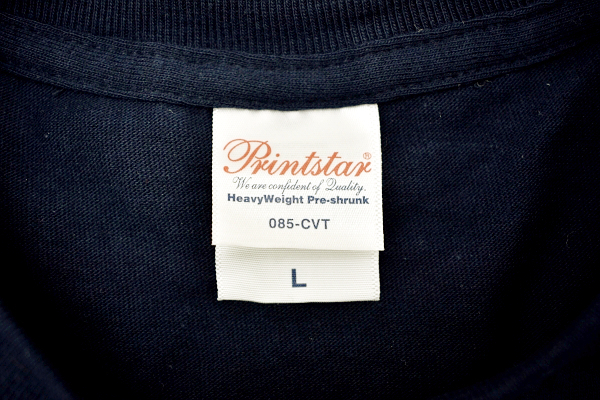 Printstar®
We are confident of Quality.
HeavyWeight Pre-shrunk
085-CVT
L